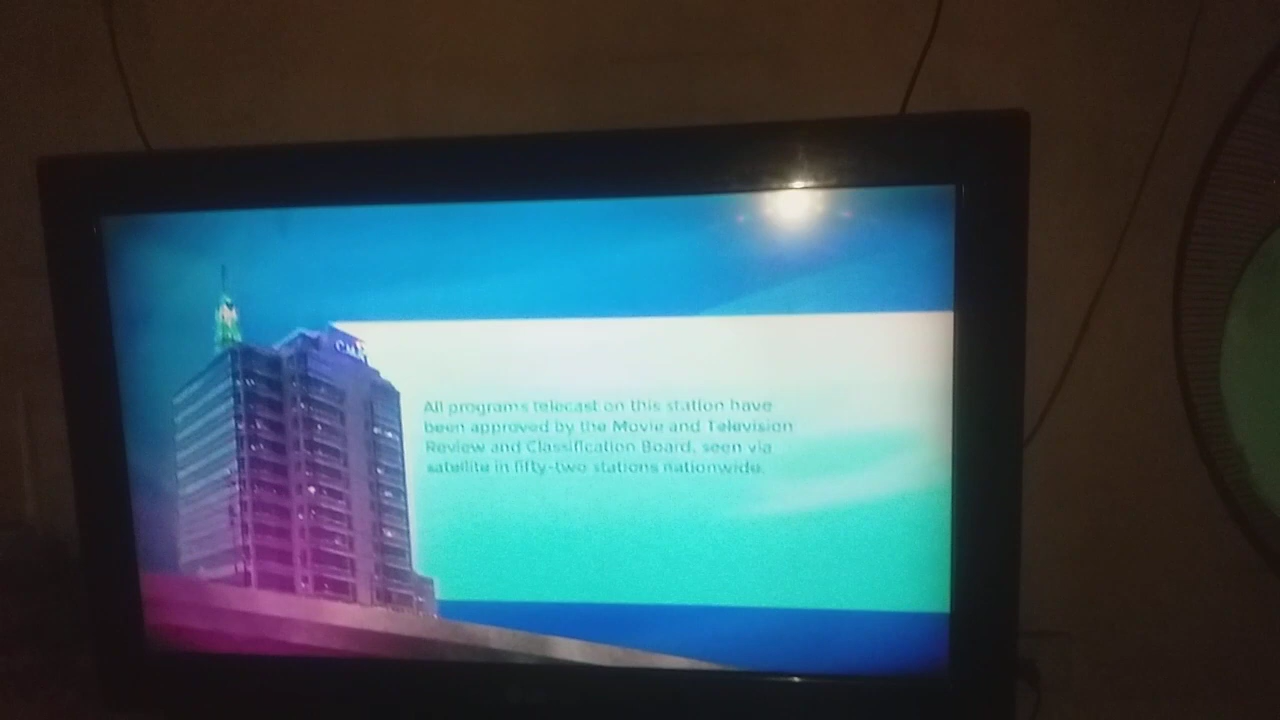 All programs telecast on this station have
been approved by the Movie and Television
Review and Classification Board, seen via
satellite in fifty-two stations nationwide.